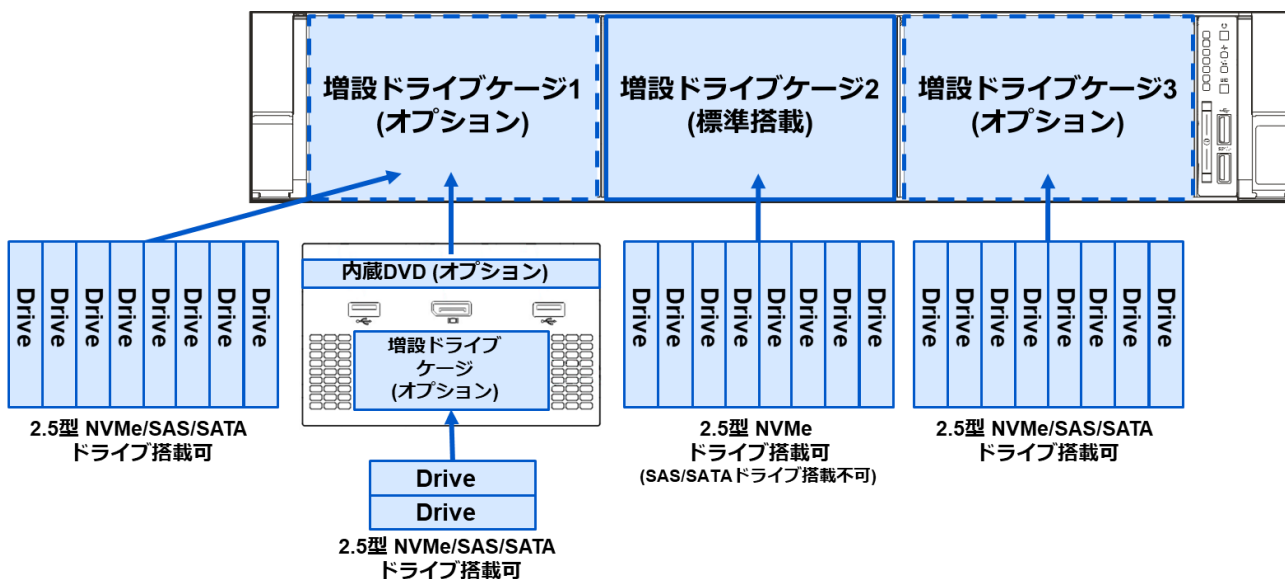 増設ドライブケージ1
(オプション)
増設ドライブケージ2
(標準搭載)
増設ドライブケージ3
(オプション)
Drive
Drive
Drive
Drive
Drive
Drive
Drive
Drive
2.5型 NVMe/SAS/SATA
ドライブ搭載可
内蔵DVD (オプション)
増設ドライブ
ケージ
(オプション)
Drive
Drive
2.5型 NVMe/SAS/SATA
ドライブ搭載可
Drive
Drive
Drive
Drive
Drive
Drive
Drive
Drive
2.5型 NVMe
ドライブ搭載可
(SAS/SATAドライブ搭載不可)
Drive
Drive
Drive
Drive
Drive
Drive
Drive
Drive
2.5型 NVMe/SAS/SATA
ドライブ搭載可